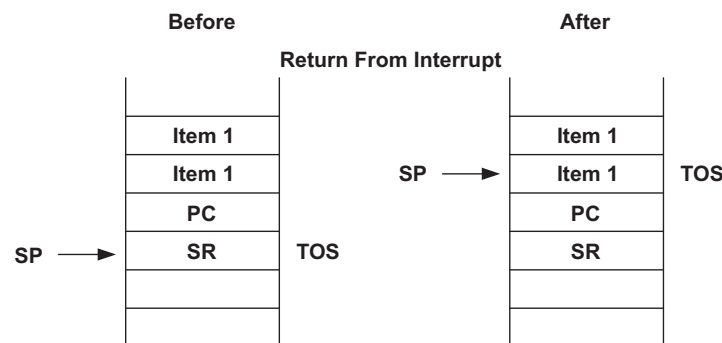 Before After
Return From Interrupt
Item 1 Item 1
Item 1 SP Item 1 TOS
PC PC
SP SR TOS SR